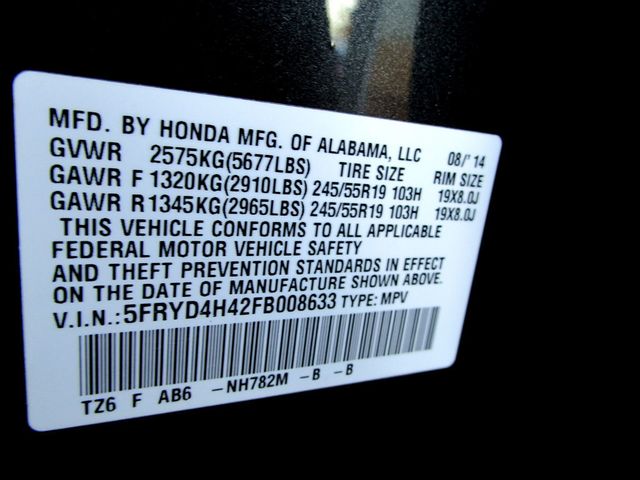 MFD. BY HONDA MFG. OF ALABAMA, LLC 08/'14
GVWR 2575KG(5677LBS) TIRE SIZE RIM SIZE
GAWR F 1320KG(2910LBS) 245/55R19 103H 19X8.0J
GAWR R 1345KG(2965LBS) 245/55R19 103H 19X8.0J
THIS VEHICLE CONFORMS TO ALL APPLICABLE
FEDERAL MOTOR VEHICLE SAFETY
AND THEFT PREVENTION STANDARDS IN EFFECT
ON THE DATE OF MANUFACTURE SHOWN ABOVE.
V.I.N.:5FRYD4H42FB008633 TYPE: MPV
TZ6 F AB6 -NH782M -B -B